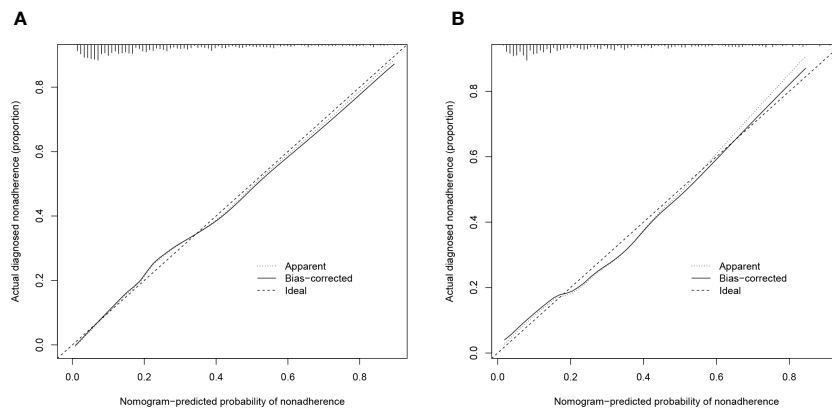 A
Actual diagnosed nonadherence (proportion)
0.8
0.6
0.4
0.2
0.0
Apparent
Bias−corrected
Ideal
0.0 0.2 0.4 0.6 0.8
Nomogram−predicted probability of nonadherence
B
Actual diagnosed nonadherence (proportion)
0.8
0.6
0.4
0.2
0.0
Apparent
Bias−corrected
Ideal
0.0 0.2 0.4 0.6 0.8
Nomogram−predicted probability of nonadherence